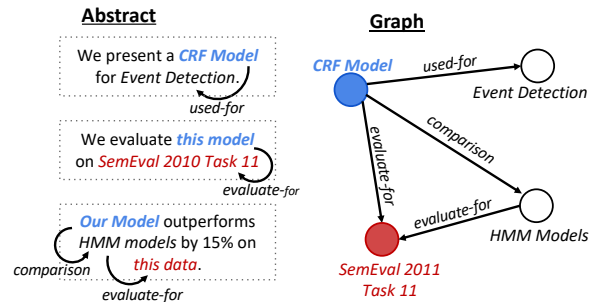 Abstract
We present a CRF Model
for Event Detection.
used-for
We evaluate this model
on SemEval 2010 Task 11
evaluate-for
Our Model outperforms
HMM models by 15% on
this data.
comparison
evaluate-for
Graph
CRF Model
used-for
Event Detection
comparison
evaluate-for
evaluate-for
HMM Models
SemEval 2011
Task 11